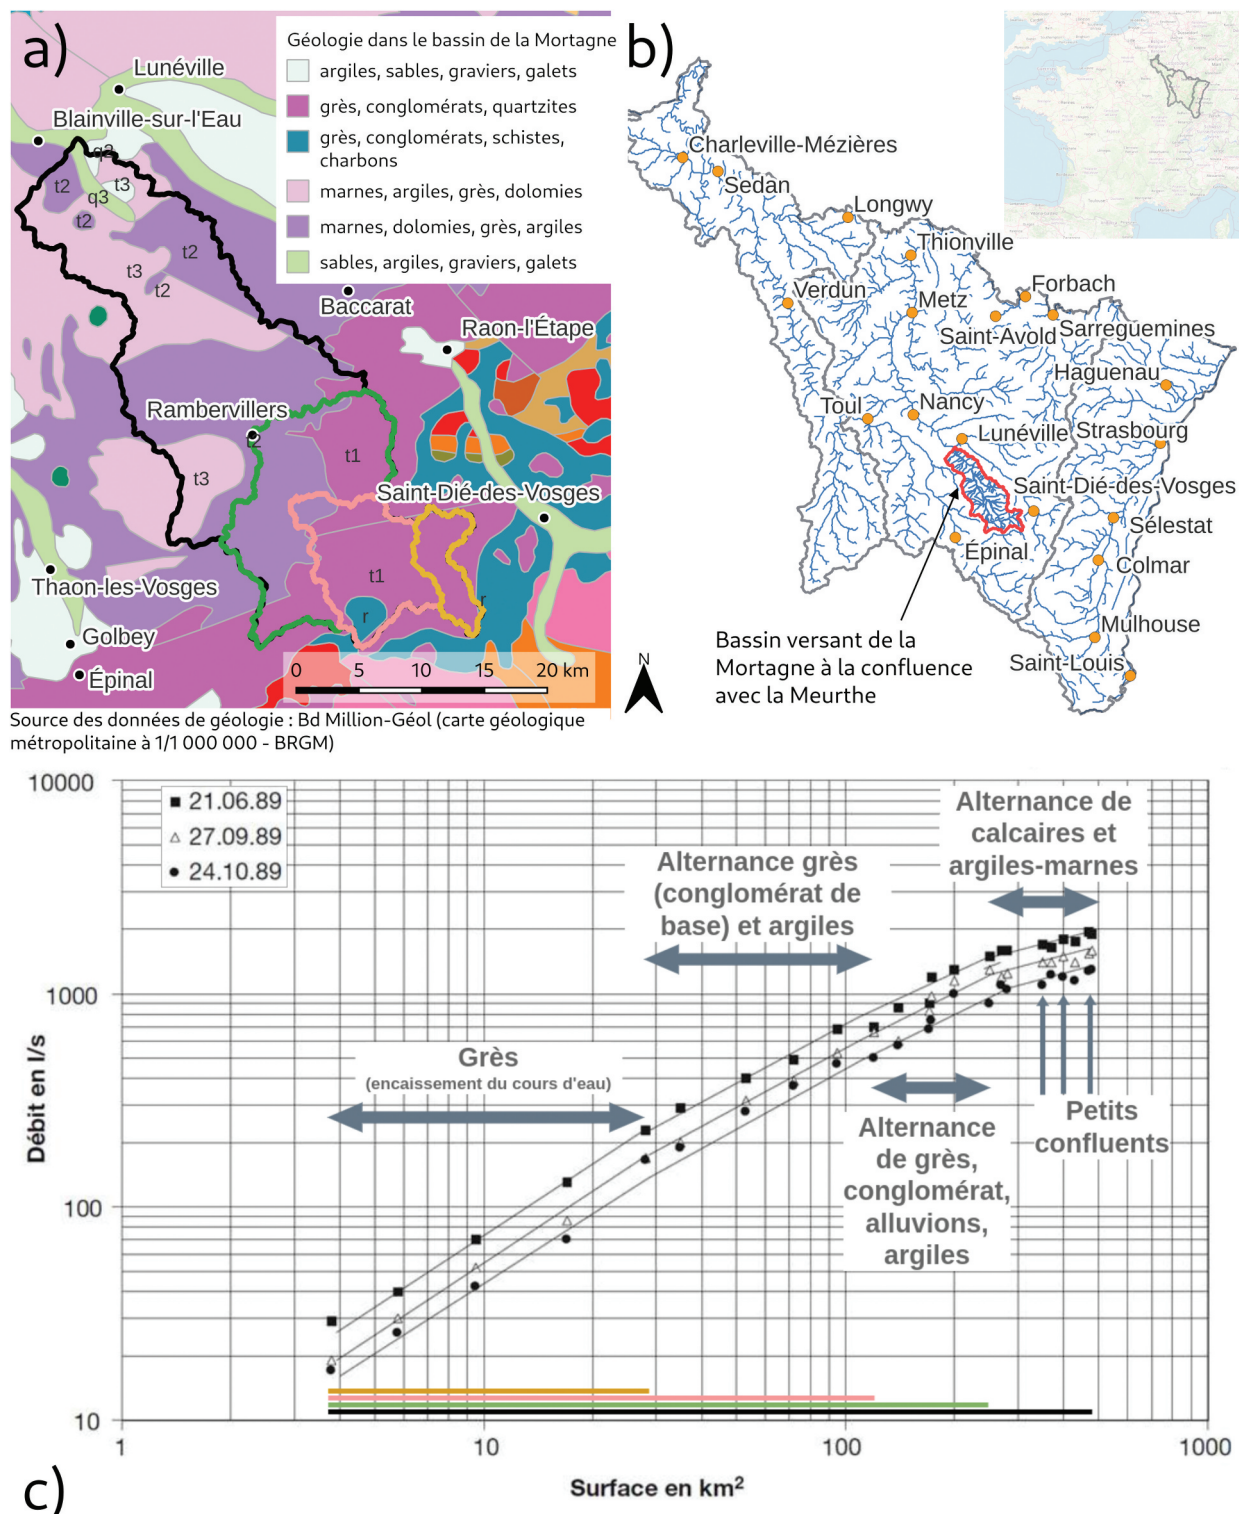 a)
Géologie dans le bassin de la Mortagne
argiles, sables, graviers, galets
grès, conglomérats, quartzites
grès, conglomérats, schistes,
charbons
marnes, argiles, grès, dolomies
marnes, dolomies, grès, argiles
sables, argiles, graviers, galets
Lunéville
Blainville-sur-l'Eau
q2
t2
t3
q3
t2
t2
t3
t2
Baccarat
Raon-l'Étape
Rambervillers
t2
t1
t3
Saint-Dié-des-Vosges
t1
r
r
Thaon-les-Vosges
Golbey
Épinal
0 5 10 15 20 km
Source des données de géologie : Bd Million-Géol (carte géologique
métropolitaine à 1/1 000 000 - BRGM)
b)
Charleville-Mézières
Sedan
Longwy
Thionville
Verdun
Metz
Forbach
Saint-Avold
Sarreguemines
Haguenau
Toul
Nancy
Lunéville
Strasbourg
Saint-Dié-des-Vosges
Sélestat
Épinal
Colmar
Mulhouse
Saint-Louis
Bassin versant de la
Mortagne à la confluence
avec la Meurthe
N
c)
10000
1000
100
10
Débit en l/s
21.06.89
27.09.89
24.10.89
Grès
(encaissement du cours d'eau)
Alternance grès
(conglomérat de
base) et argiles
Alternance de
calcaires et
argiles-marnes
Alternance
de grès,
conglomérat,
alluvions,
argiles
Petits
confluents
1 10 100 1000
Surface en km²